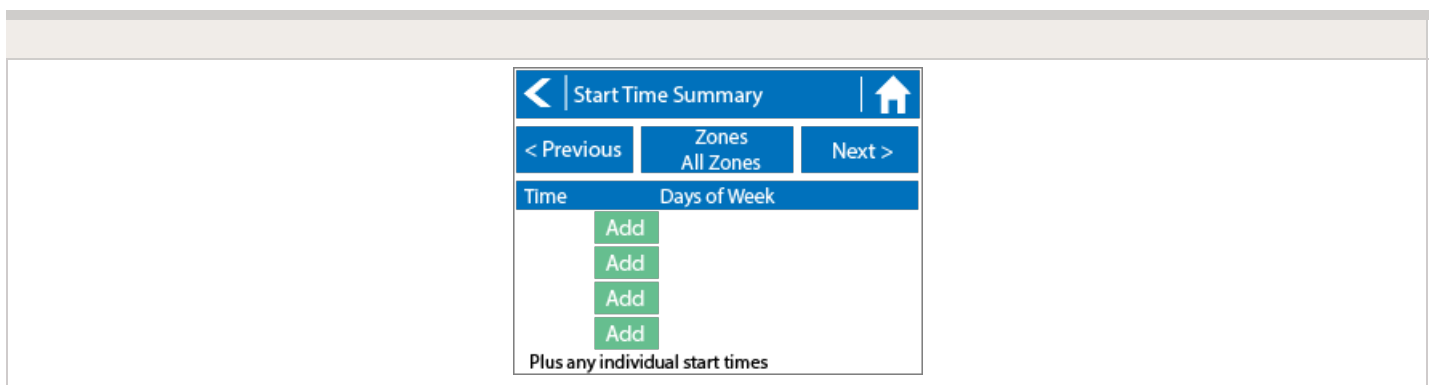 Start Time Summary
< Previous
Zones
All Zones
Next >
Time Days of Week
Add
Add
Add
Add
Plus any individual start times